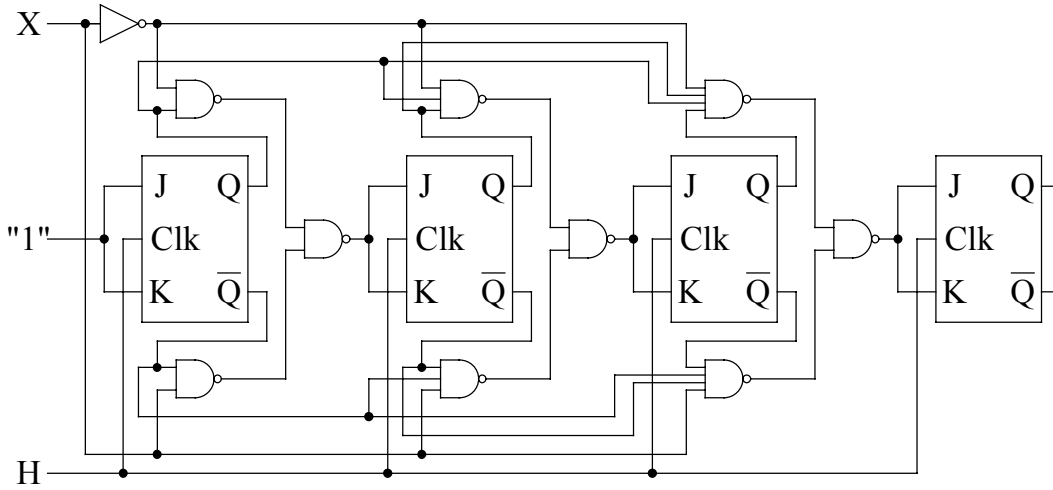 X
J Q J Q J Q J Q
"1" Clk Clk Clk Clk
K Q̅ K Q̅ K Q̅ K Q̅
H